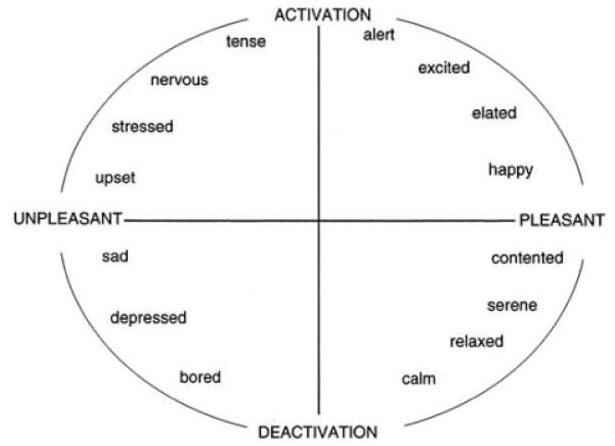 ACTIVATION
tense
alert
nervous
excited
stressed
elated
upset
happy
UNPLEASANT
PLEASANT
sad
contented
depressed
serene
relaxed
bored
calm
DEACTIVATION